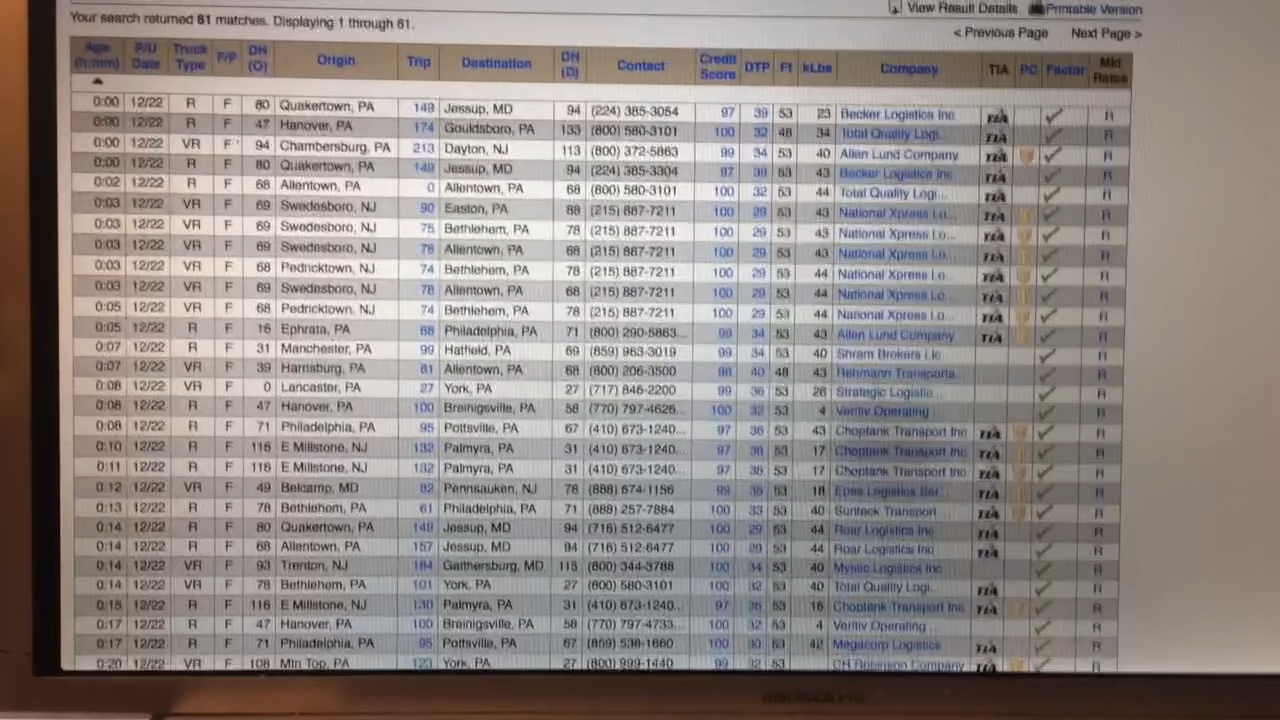 View Result Details Printable Version
Your search returned 61 matches. Displaying 1 through 61.
< Previous Page Next Page >
Age (h:mm) P/U Date Truck Type F/P DH (O) Origin Trip Destination DH (D) Contact Credit Score DTP Ft kLbs Company TIA PC Factor Mkt Rates
0:00 12/22 R F 80 Quakertown, PA 149 Jessup, MD 94 (224) 385-3054 97 39 53 23 Becker Logistics Inc TIA R
0:00 12/22 R F 47 Hanover, PA 174 Gouldsboro, PA 133 (800) 580-3101 100 32 48 34 Total Quality Logi... TIA R
0:00 12/22 VR F 94 Chambersburg, PA 213 Dayton, NJ 113 (800) 372-5863 99 34 53 40 Allen Lund Company TIA R
0:00 12/22 R F 80 Quakertown, PA 149 Jessup, MD 94 (224) 385-3304 97 39 53 43 Becker Logistics Inc TIA R
0:02 12/22 R F 68 Allentown, PA 0 Allentown, PA 68 (800) 580-3101 100 32 53 44 Total Quality Logi... TIA R
0:03 12/22 VR F 69 Swedesboro, NJ 90 Easton, PA 88 (215) 887-7211 100 29 53 43 National Xpress Lo... TIA R
0:03 12/22 VR F 69 Swedesboro, NJ 75 Bethlehem, PA 78 (215) 887-7211 100 29 53 43 National Xpress Lo... TIA R
0:03 12/22 VR F 69 Swedesboro, NJ 78 Allentown, PA 68 (215) 887-7211 100 29 53 43 National Xpress Lo... TIA R
0:03 12/22 VR F 68 Pedricktown, NJ 74 Bethlehem, PA 78 (215) 887-7211 100 29 53 44 National Xpress Lo... TIA R
0:03 12/22 VR F 69 Swedesboro, NJ 78 Allentown, PA 68 (215) 887-7211 100 29 53 44 National Xpress Lo... TIA R
0:05 12/22 VR F 68 Pedricktown, NJ 74 Bethlehem, PA 78 (215) 887-7211 100 29 53 44 National Xpress Lo... TIA R
0:05 12/22 R F 16 Ephrata, PA 68 Philadelphia, PA 71 (800) 290-5863... 99 34 53 43 Allen Lund Company TIA R
0:07 12/22 R F 31 Manchester, PA 99 Hatfield, PA 69 (859) 963-3019 99 34 53 40 Shram Brokers Llc R
0:07 12/22 VR F 39 Harrisburg, PA 81 Allentown, PA 68 (800) 206-3500 98 40 48 43 Rehmann Transporta... R
0:08 12/22 VR F 0 Lancaster, PA 27 York, PA 27 (717) 846-2200 99 36 53 26 Strategic Logistic... R
0:08 12/22 R F 47 Hanover, PA 100 Breinigsville, PA 58 (770) 797-4626... 100 32 53 4 Veritiv Operating ... R
0:08 12/22 R F 71 Philadelphia, PA 95 Pottsville, PA 67 (410) 673-1240... 97 36 53 43 Choptank Transport Inc TIA R
0:10 12/22 R F 116 E Millstone, NJ 132 Palmyra, PA 31 (410) 673-1240... 97 36 53 17 Choptank Transport Inc TIA R
0:11 12/22 R F 116 E Millstone, NJ 132 Palmyra, PA 31 (410) 673-1240... 97 36 53 17 Choptank Transport Inc TIA R
0:12 12/22 VR F 49 Belcamp, MD 82 Pennsauken, NJ 78 (888) 674-1156 99 35 53 18 Epes Logistics Ser... TIA R
0:13 12/22 R F 78 Bethlehem, PA 61 Philadelphia, PA 71 (888) 257-7884 100 33 53 40 Sunteck Transport TIA R
0:14 12/22 R F 80 Quakertown, PA 149 Jessup, MD 94 (716) 512-6477 100 29 53 44 Roar Logistics Inc TIA R
0:14 12/22 R F 68 Allentown, PA 157 Jessup, MD 94 (716) 512-6477 100 29 53 44 Roar Logistics Inc TIA R
0:14 12/22 VR F 93 Trenton, NJ 164 Gaithersburg, MD 115 (800) 344-3788 100 34 53 40 Mystic Logistics Inc R
0:14 12/22 VR F 78 Bethlehem, PA 101 York, PA 27 (800) 580-3101 100 32 53 40 Total Quality Logi... TIA R
0:15 12/22 R F 116 E Millstone, NJ 130 Palmyra, PA 31 (410) 673-1240... 97 36 53 16 Choptank Transport Inc TIA R
0:17 12/22 R F 47 Hanover, PA 100 Breinigsville, PA 58 (770) 797-4733... 100 32 53 4 Veritiv Operating ... R
0:17 12/22 R F 71 Philadelphia, PA 95 Pottsville, PA 67 (859) 538-1660 100 30 53 42 Megacorp Logistics TIA R
0:20 12/22 VR F 108 Mtn Top, PA 123 York, PA 27 (800) 999-1440 99 32 53 CH Robinson Company TIA R